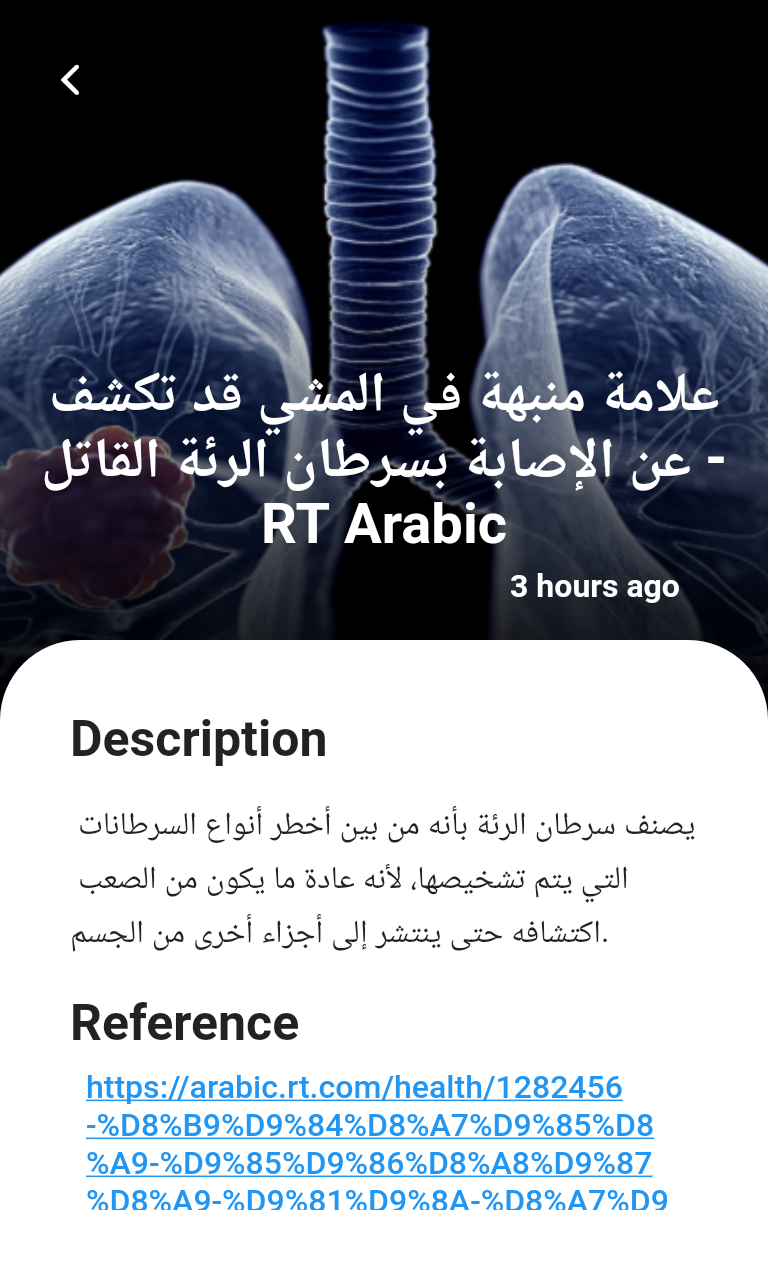 علامة منبهة في المشي قد تكشف
عن الإصابة بسرطان الرئة القاتل -
RT Arabic
3 hours ago
Description
يصنف سرطان الرئة بأنه من بين أخطر أنواع السرطانات
التي يتم تشخيصها، لأنه عادة ما يكون من الصعب
اكتشافه حتى ينتشر إلى أجزاء أخرى من الجسم.
Reference
https://arabic.rt.com/health/1282456
-%D8%B9%D9%84%D8%A7%D9%85%D8
%A9-%D9%85%D9%86%D8%A8%D9%87
%D8%A9-%D9%81%D9%8A-%D8%A7%D9